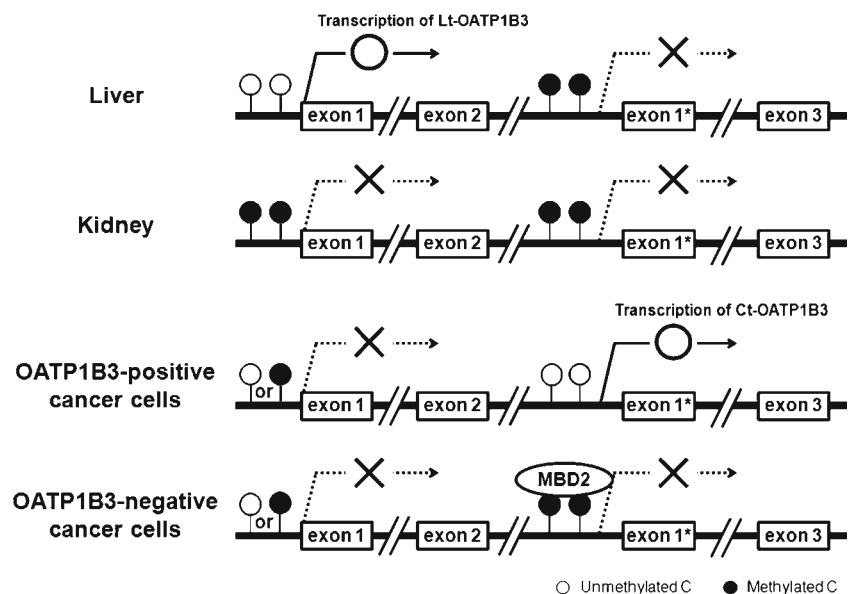 Transcription of Lt-OATP1B3
Liver
exon 1
exon 2
exon 1*
exon 3
Kidney
exon 1
exon 2
exon 1*
exon 3
Transcription of Ct-OATP1B3
OATP1B3-positive
cancer cells
or
exon 1
exon 2
exon 1*
exon 3
OATP1B3-negative
cancer cells
or
MBD2
exon 1
exon 2
exon 1*
exon 3
Unmethylated C
Methylated C